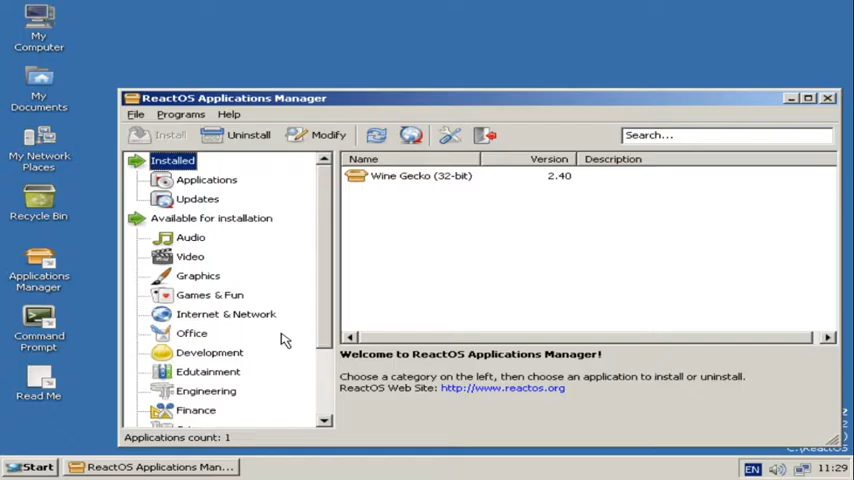 My
Computer
My
Documents
My Network
Places
Recycle Bin
Applications
Manager
Command
Prompt
Read Me
ReactOS Applications Manager
File Programs Help
Install Uninstall Modify Search...
Installed
Applications
Updates
Available for installation
Audio
Video
Graphics
Games & Fun
Internet & Network
Office
Development
Edutainment
Engineering
Finance
Name Version Description
Wine Gecko (32-bit) 2.40
Welcome to ReactOS Applications Manager!
Choose a category on the left, then choose an application to install or uninstall.
ReactOS Web Site: http://www.reactos.org
Applications count: 1
Start ReactOS Applications Man... EN 11:29